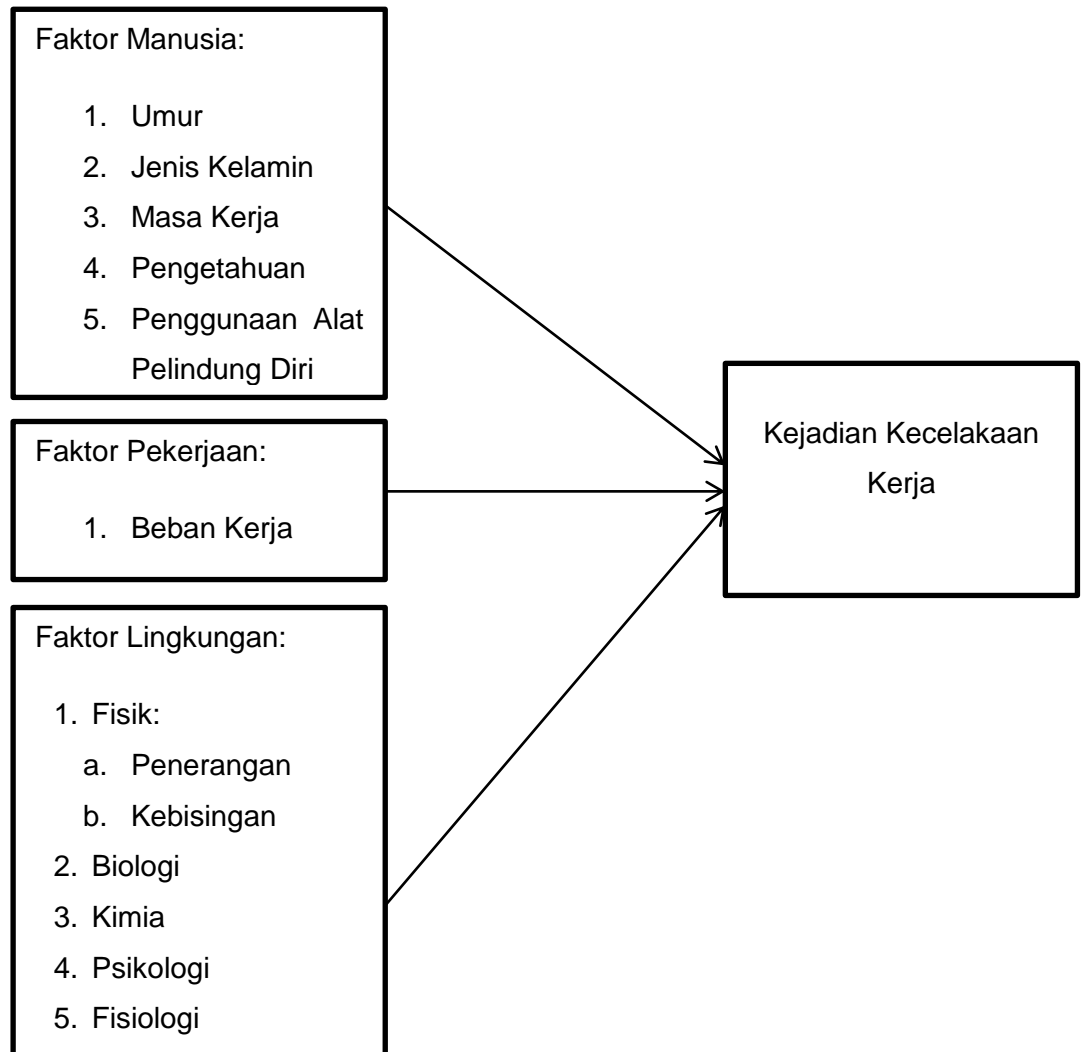 Faktor Manusia:
1. Umur
2. Jenis Kelamin
3. Masa Kerja
4. Pengetahuan
5. Penggunaan Alat
Pelindung Diri
Faktor Pekerjaan:
1. Beban Kerja
Faktor Lingkungan:
1. Fisik:
a. Penerangan
b. Kebisingan
2. Biologi
3. Kimia
4. Psikologi
5. Fisiologi
Kejadian Kecelakaan
Kerja